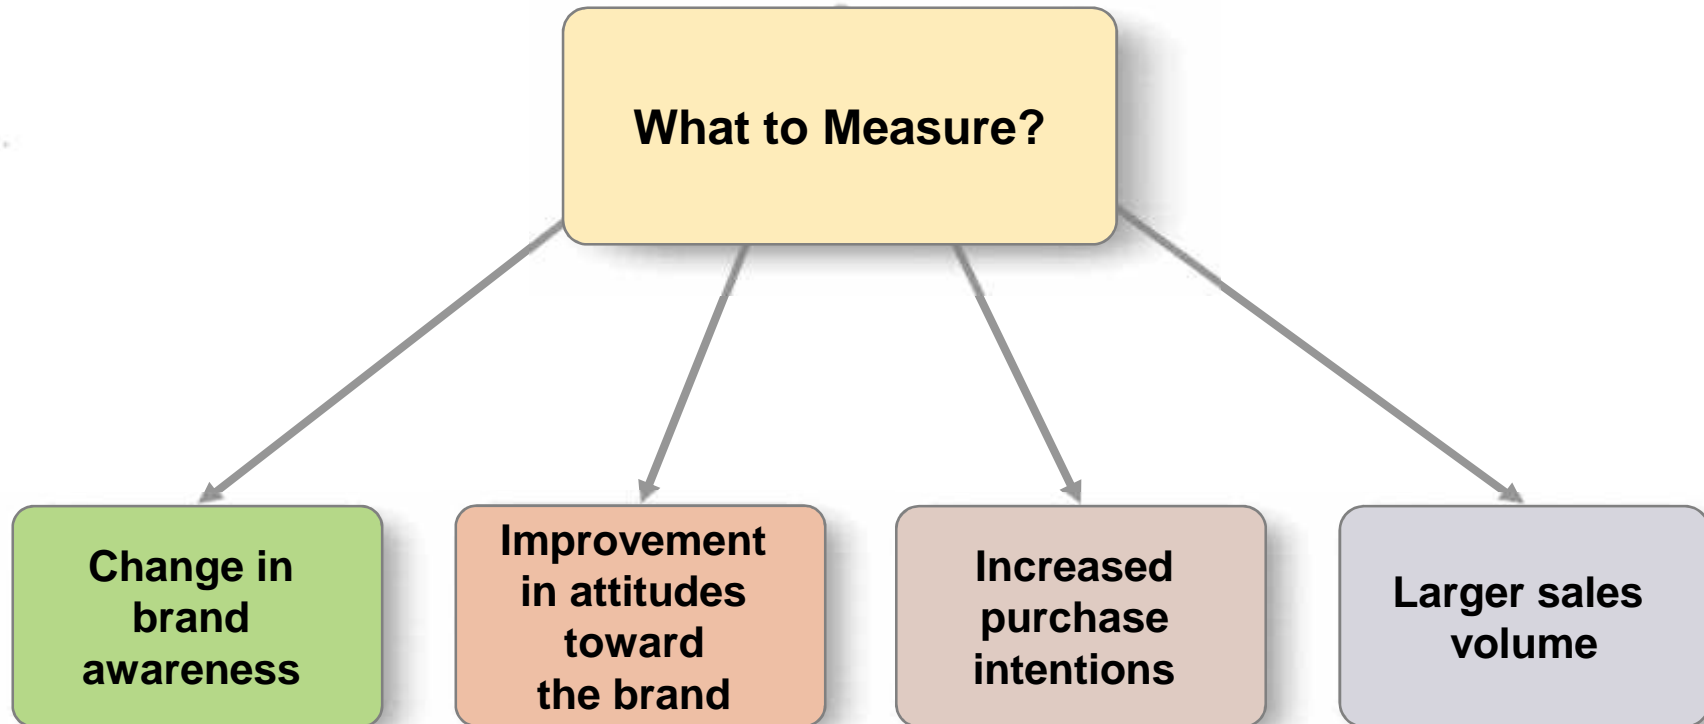 What to Measure?
Change in
brand
awareness
Improvement
in attitudes
toward
the brand
Increased
purchase
intentions
Larger sales
volume